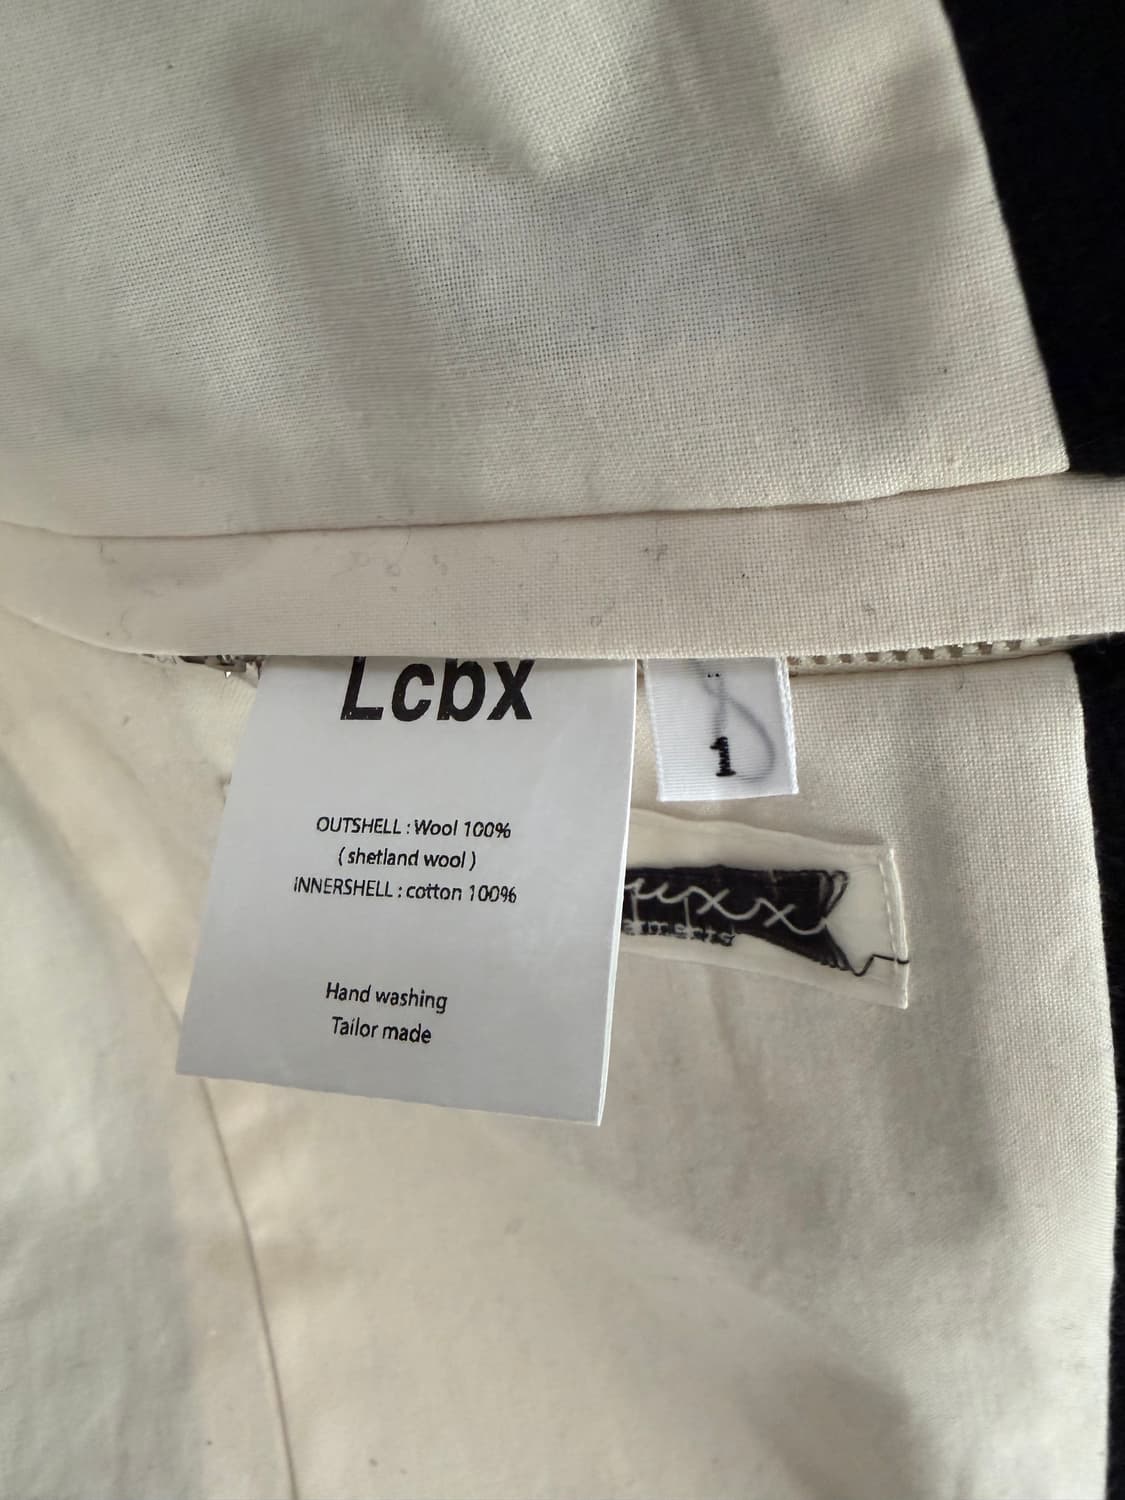 Lcbx
1
OUTSHELL : Wool 100%
( shetland wool )
INNERSHELL : cotton 100%
Hand washing
Tailor made